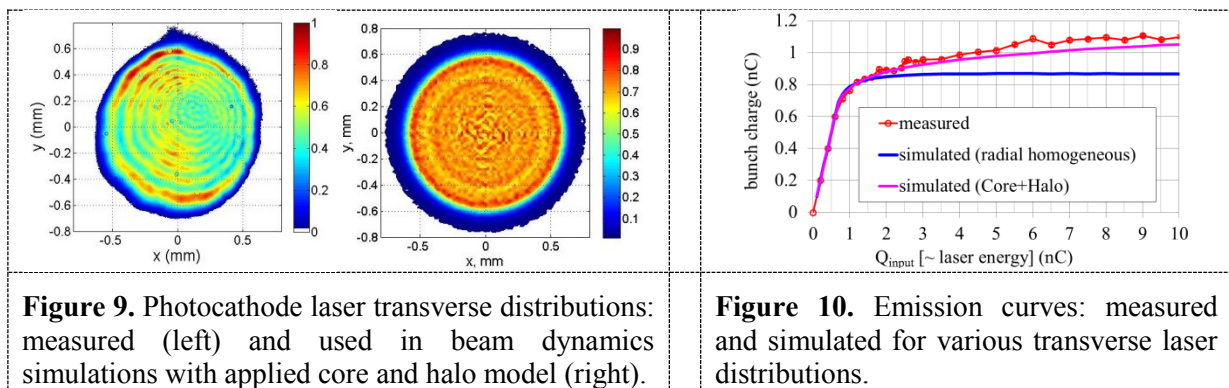 1
0.8
0.6
0.4
0.2
0
0.6
0.4
0.2
0
-0.2
-0.4
-0.6
-0.8
y (mm)
-0.5
0
0.5
x (mm)
0.8
0.6
0.4
0.2
0
-0.2
-0.4
-0.6
-0.8
y, mm
-0.5
0
0.5
x, mm
0.9
0.8
0.7
0.6
0.5
0.4
0.3
0.2
0.1
Figure 9. Photocathode laser transverse distributions:
measured (left) and used in beam dynamics
simulations with applied core and halo model (right).
1.2
1
0.8
0.6
0.4
0.2
0
bunch charge (nC)
measured
simulated (radial homogeneous)
simulated (Core+Halo)
0 1 2 3 4 5 6 7 8 9 10
Qinput [~ laser energy] (nC)
Figure 10. Emission curves: measured
and simulated for various transverse laser
distributions.